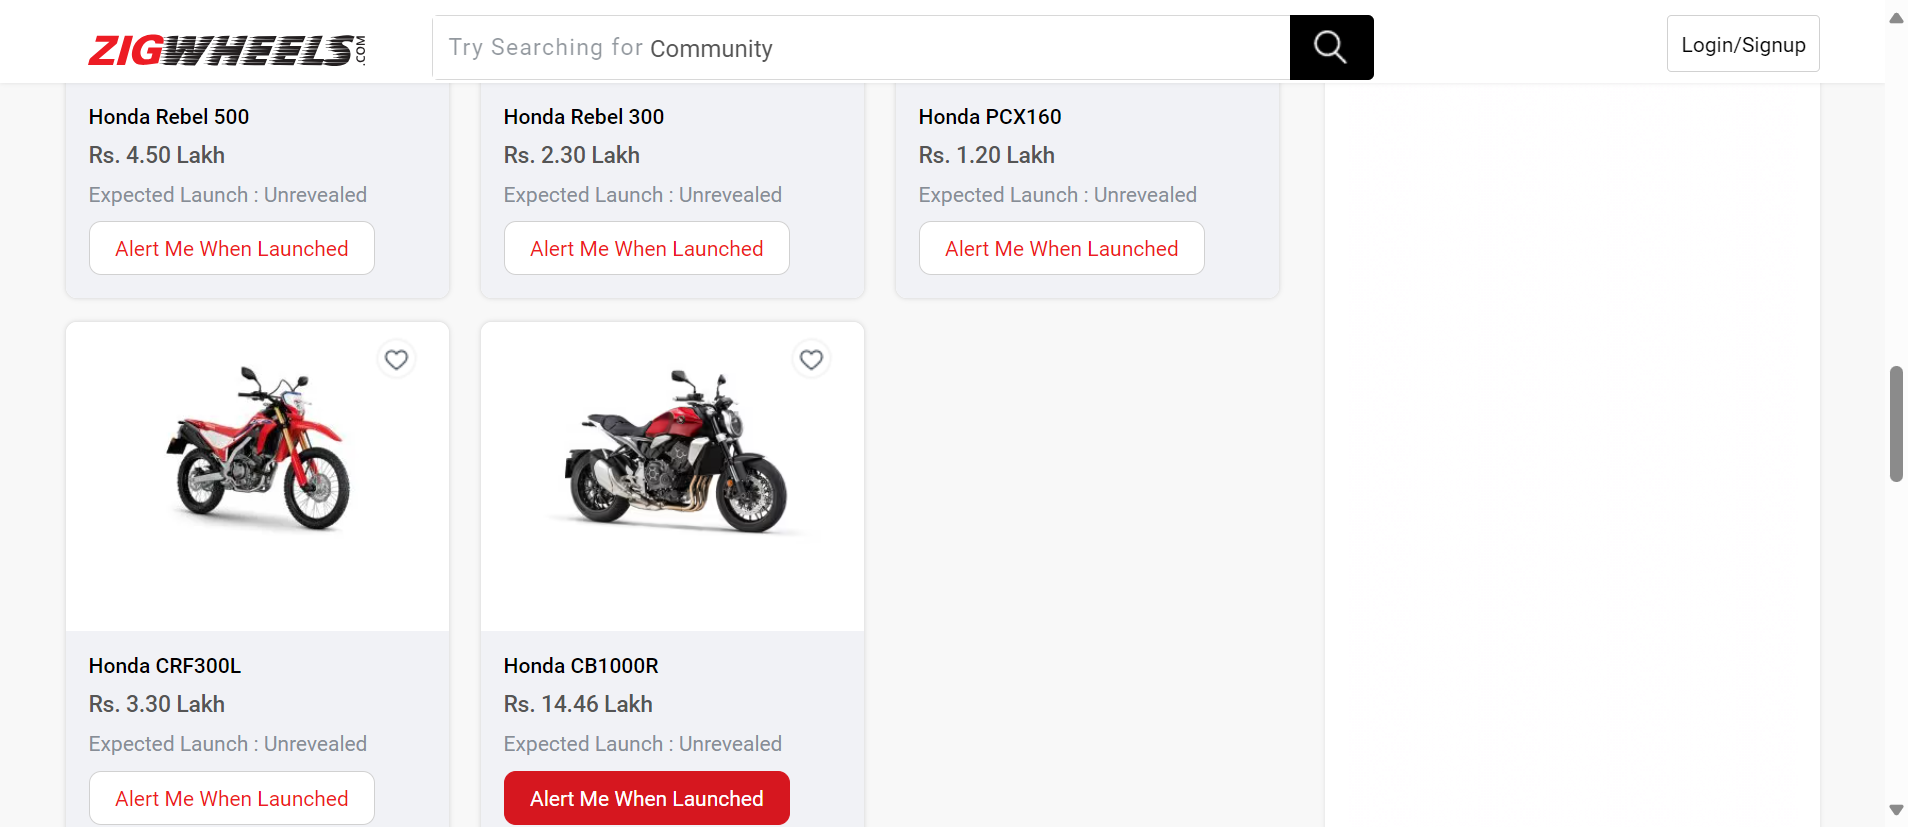 ZIGWHEELS.COM
Try Searching for Community
Login/Signup
Honda Rebel 500
Rs. 4.50 Lakh
Expected Launch : Unrevealed
Alert Me When Launched
Honda Rebel 300
Rs. 2.30 Lakh
Expected Launch : Unrevealed
Alert Me When Launched
Honda PCX160
Rs. 1.20 Lakh
Expected Launch : Unrevealed
Alert Me When Launched
Honda CRF300L
Rs. 3.30 Lakh
Expected Launch : Unrevealed
Alert Me When Launched
Honda CB1000R
Rs. 14.46 Lakh
Expected Launch : Unrevealed
Alert Me When Launched